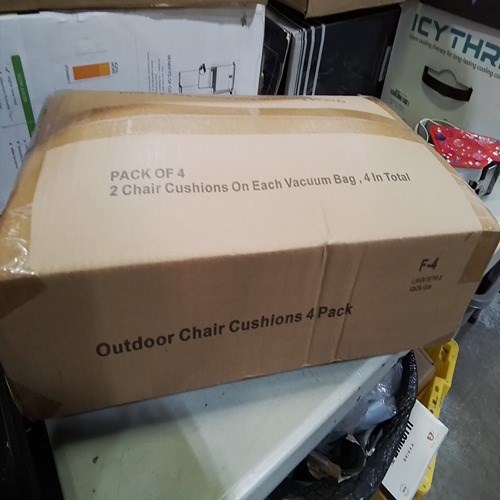 ICYTHR
PACK OF 4
2 Chair Cushions On Each Vacuum Bag , 4 In Total
F-4
Outdoor Chair Cushions 4 Pack